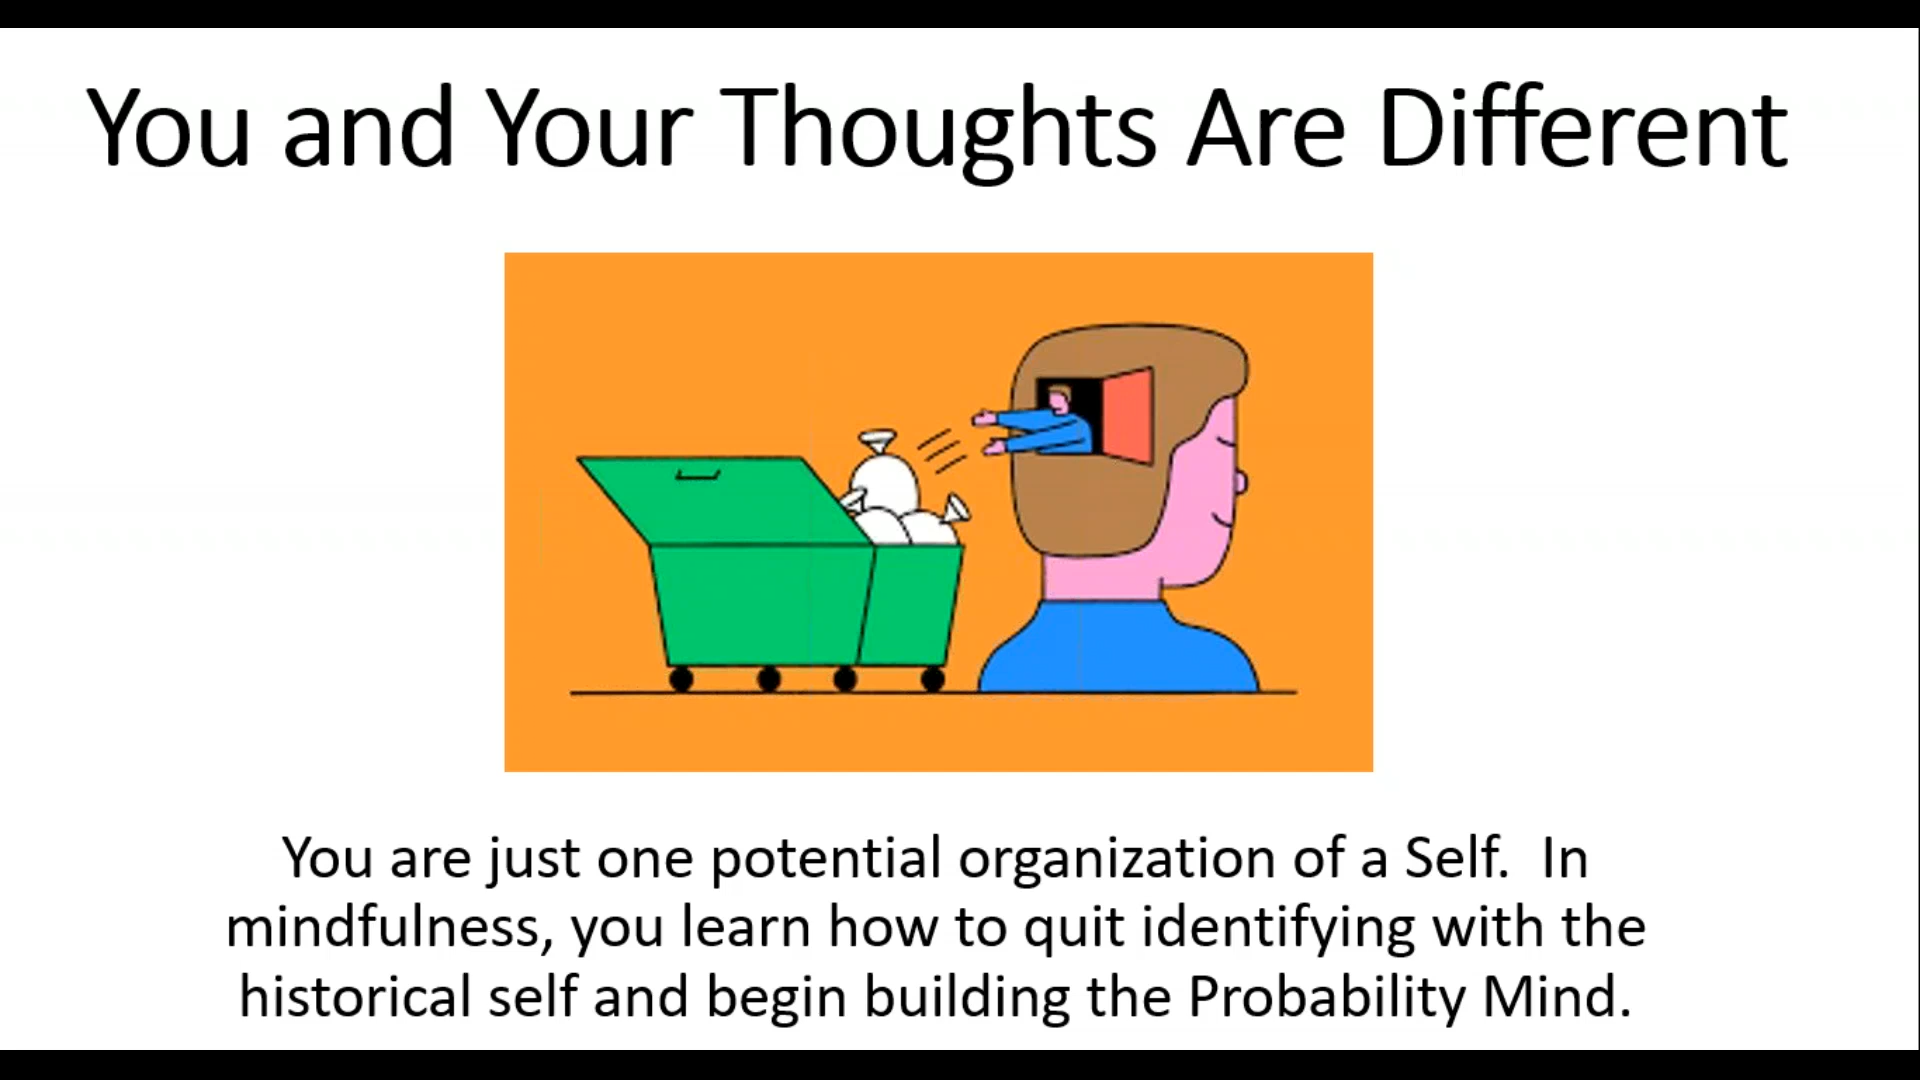 You and Your Thoughts Are Different
You are just one potential organization of a Self.  In
mindfulness, you learn how to quit identifying with the
historical self and begin building the Probability Mind.